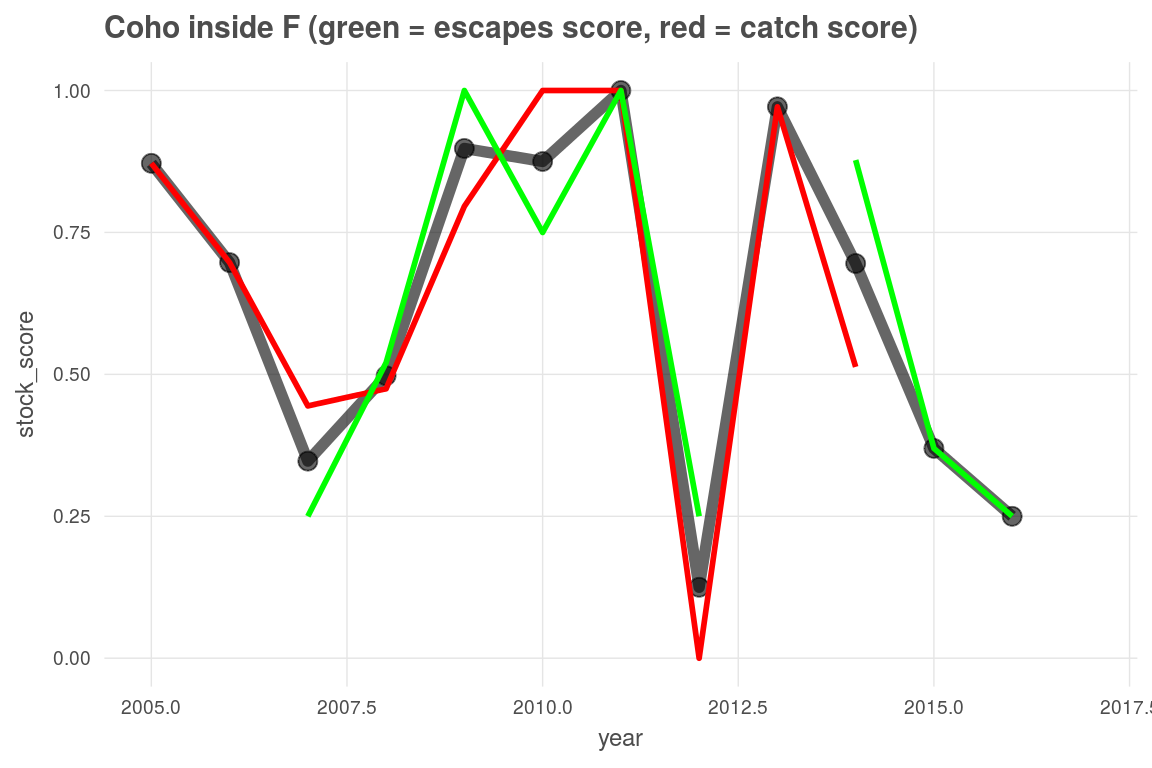 Coho inside F (green = escapes score, red = catch score)
stock_score
1.00
0.75
0.50
0.25
0.00
2005.0 2007.5 2010.0 2012.5 2015.0 2017.5
year